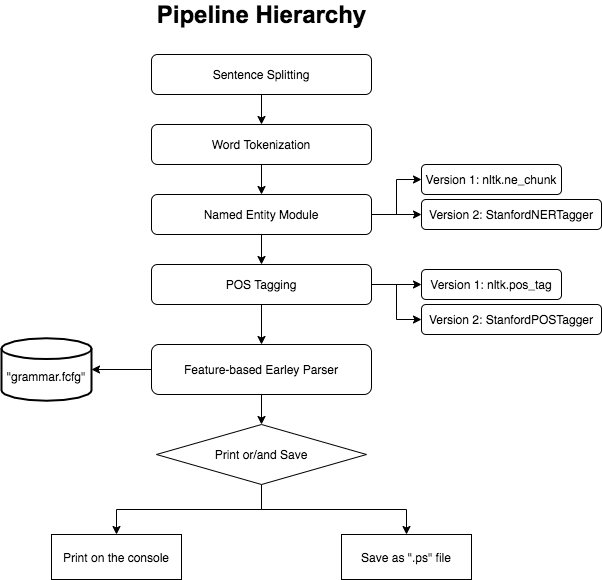 Pipeline Hierarchy
Sentence Splitting
Word Tokenization
Named Entity Module
Version 1: nltk.ne_chunk
Version 2: StanfordNERTagger
POS Tagging
Version 1: nltk.pos_tag
Version 2: StanfordPOSTagger
Feature-based Earley Parser
"grammar.fcfg"
Print or/and Save
Print on the console
Save as ".ps" file